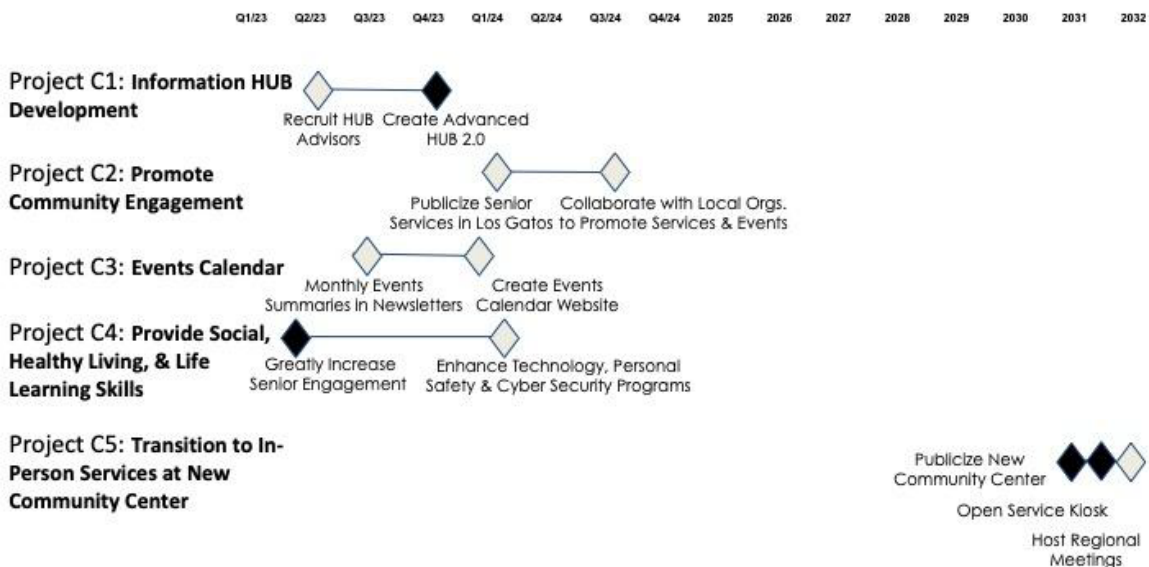 Q1/23 Q2/23 Q3/23 Q4/23 Q1/24 Q2/24 Q3/24 Q4/24 2025 2026 2027 2028 2029 2030 2031 2032
Project C1: Information HUB
Development
Recruit HUB
Advisors
Create Advanced
HUB 2.0
Project C2: Promote
Community Engagement
Publicize Senior
Services in Los Gatos
Collaborate with Local Orgs.
to Promote Services & Events
Project C3: Events Calendar
Monthly Events
Summaries in Newsletters
Create Events
Calendar Website
Project C4: Provide Social,
Healthy Living, & Life
Learning Skills
Greatly Increase
Senior Engagement
Enhance Technology, Personal
Safety & Cyber Security Programs
Project C5: Transition to In-
Person Services at New
Community Center
Publicize New
Community Center
Open Service Kiosk
Host Regional
Meetings